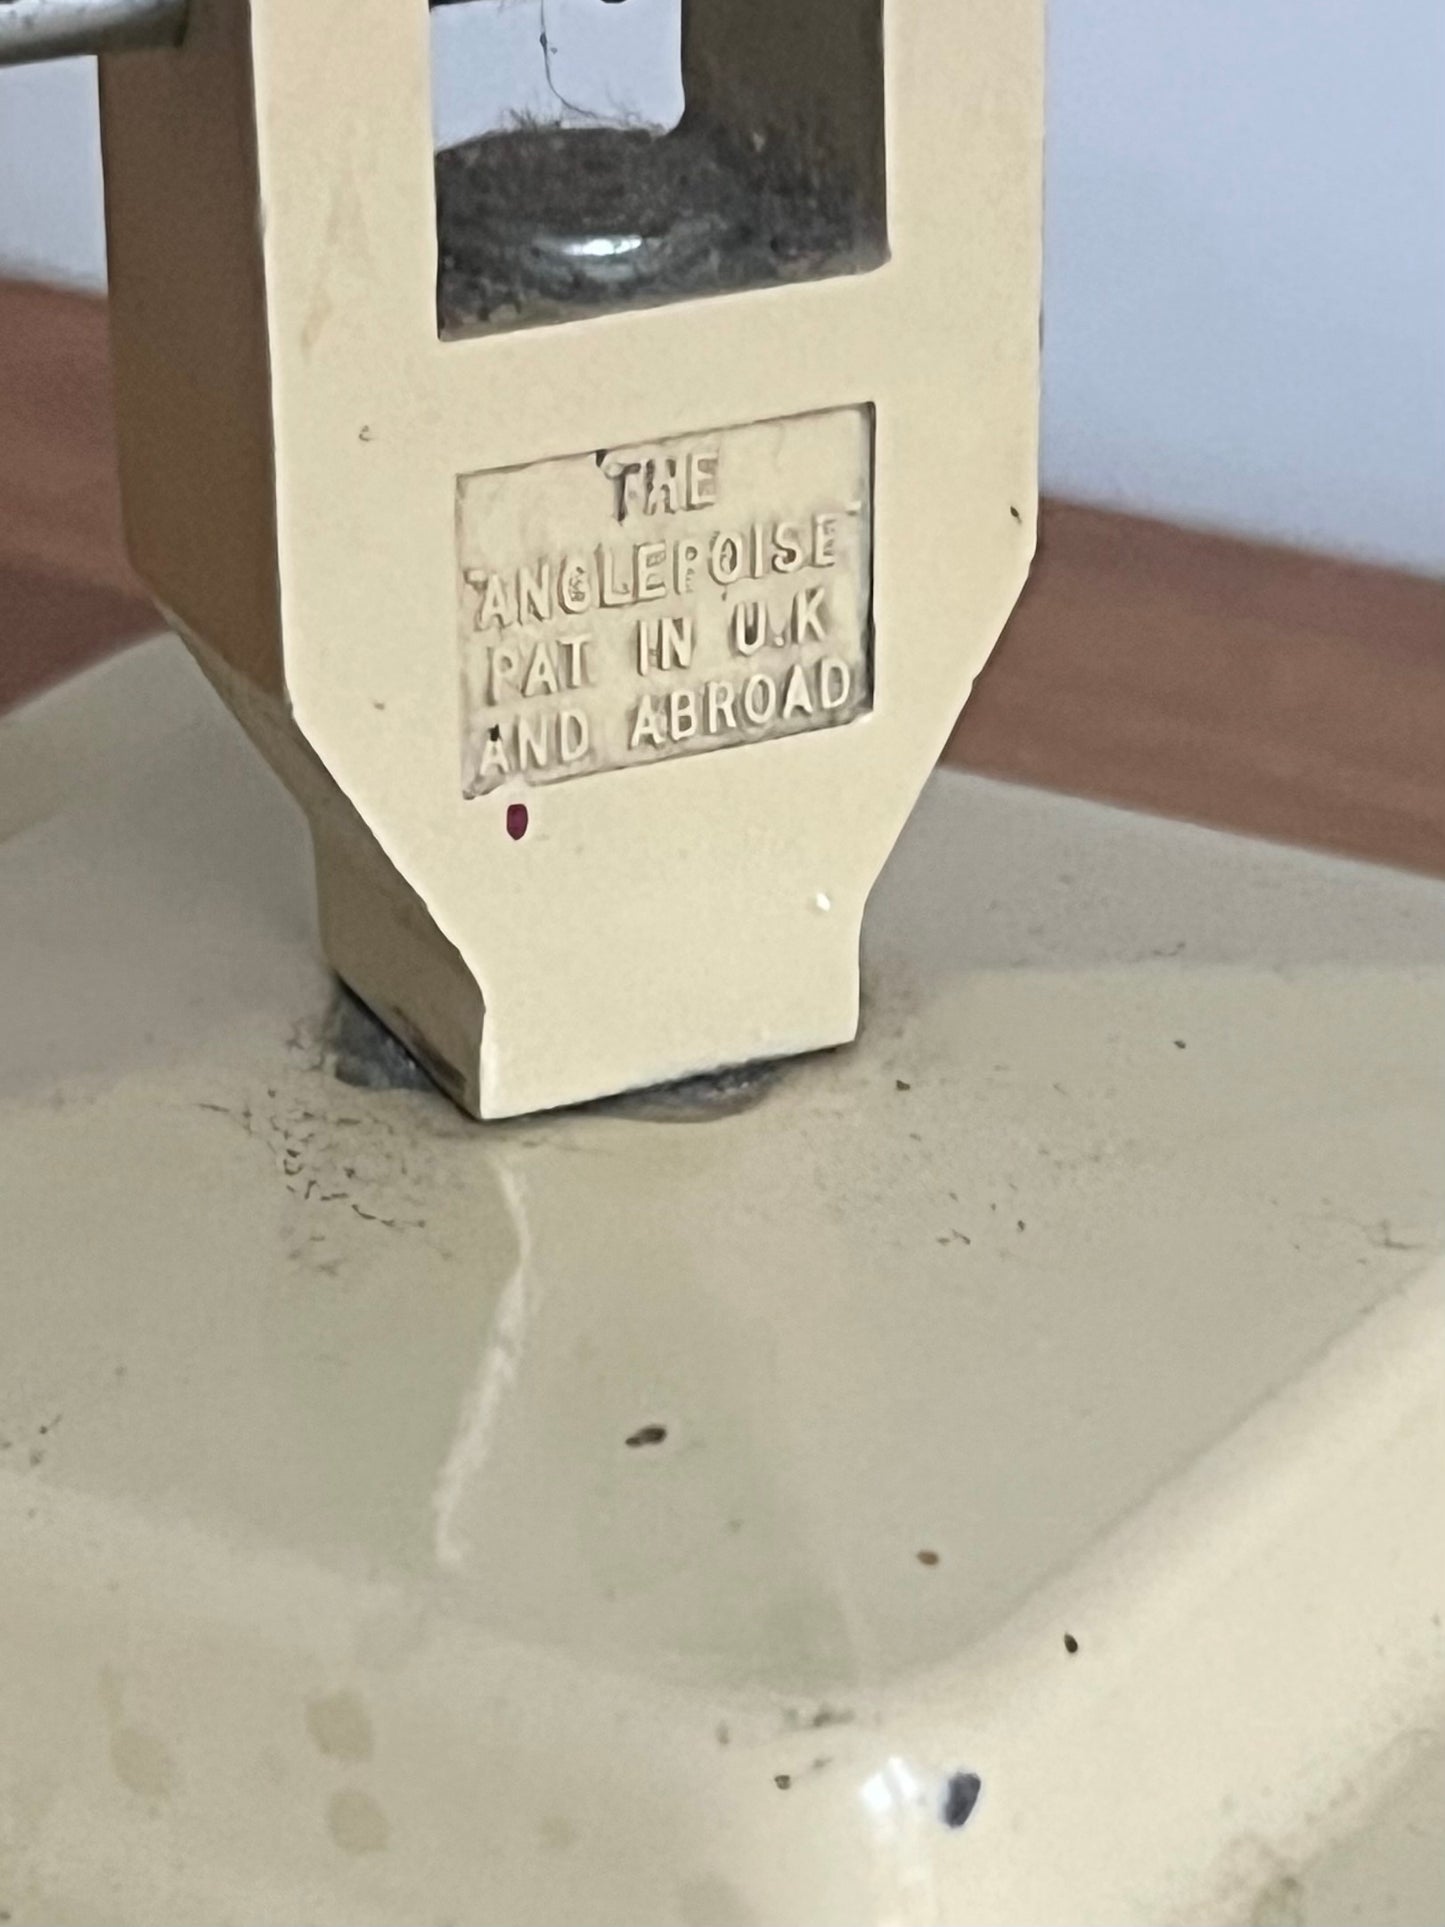 THE
"ANGLEPOISE"
PAT IN U.K
AND ABROAD